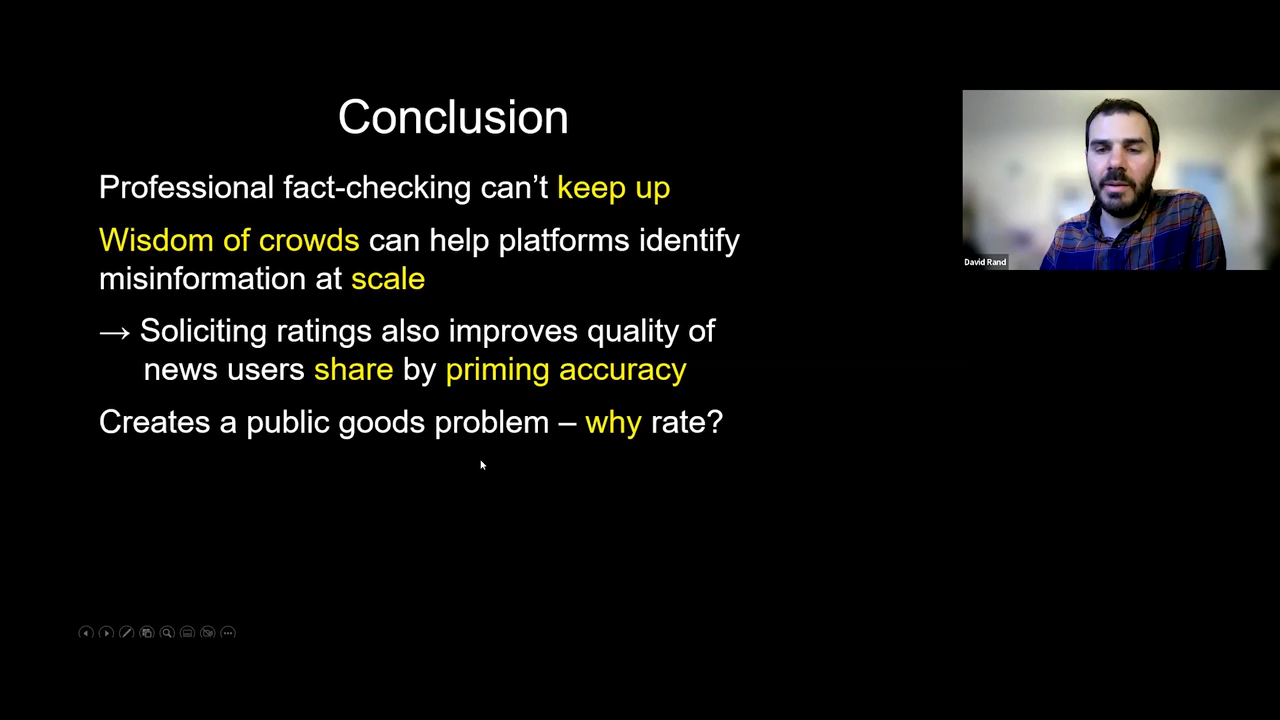 Conclusion
Professional fact-checking can’t keep up
Wisdom of crowds can help platforms identify
misinformation at scale
→ Soliciting ratings also improves quality of
news users share by priming accuracy
Creates a public goods problem – why rate?
David Rand